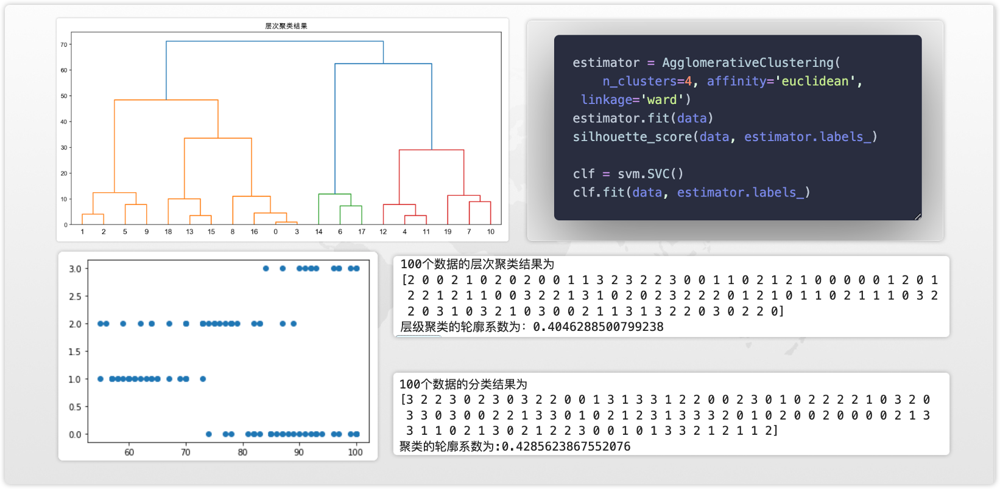 层次聚类结果
70
60
50
40
30
20
10
0
1 2 5 9 18 13 15 8 16 0 3 14 6 17 12 4 11 19 7 10
estimator = AgglomerativeClustering(
n_clusters=4, affinity='euclidean',
linkage='ward')
estimator.fit(data)
silhouette_score(data, estimator.labels_)
clf = svm.SVC()
clf.fit(data, estimator.labels_)
3.0
2.5
2.0
1.5
1.0
0.5
0.0
60 70 80 90 100
100个数据的层次聚类结果为
[2 0 0 2 1 0 2 0 2 0 0 1 1 3 2 3 2 2 3 0 0 1 1 0 2 1 2 1 0 0 0 0 0 1 2 0 1
2 2 1 2 1 1 0 0 3 2 2 1 3 1 0 2 0 2 3 2 2 2 0 1 2 1 0 1 1 0 2 1 1 1 0 3 2
2 0 3 1 0 3 2 1 0 3 0 0 2 1 1 3 1 3 2 2 0 3 0 2 2 0]
层级聚类的轮廓系数为: 0.4046288500799238
100个数据的分类结果为
[3 2 2 3 0 2 3 0 3 2 2 0 0 1 3 1 3 3 1 2 2 0 0 2 3 0 1 0 2 2 2 2 1 0 3 2 0
3 3 0 3 0 0 2 2 1 3 3 0 1 0 2 1 2 3 1 3 3 3 2 0 1 0 2 0 0 2 0 0 0 0 2 1 3
3 1 1 0 2 1 3 0 2 1 2 2 3 0 0 1 0 1 3 3 2 1 2 1 1 2]
聚类的轮廓系数为:0.4285623867552076